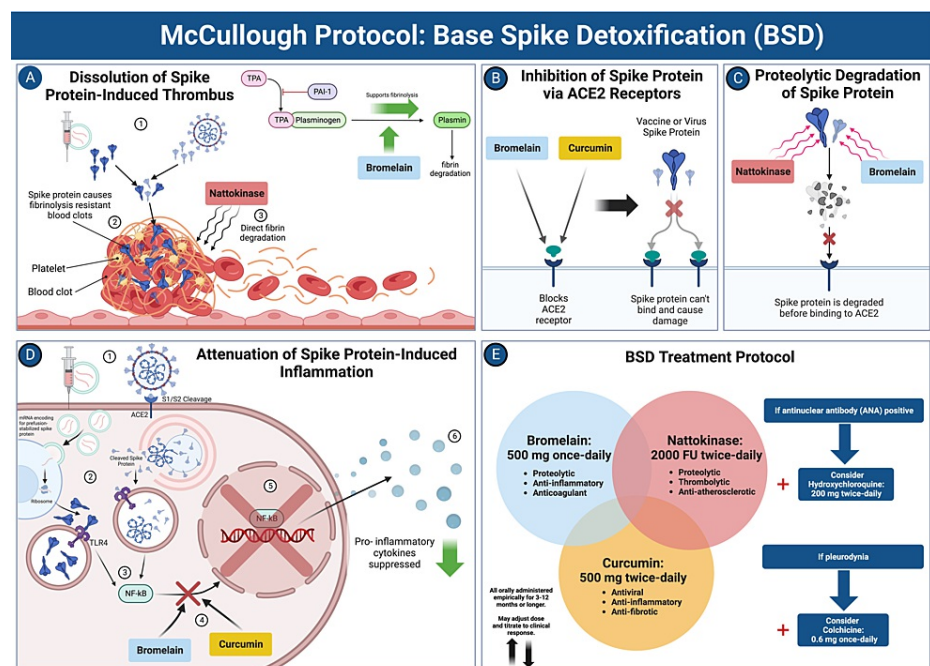 McCullough Protocol: Base Spike Detoxification (BSD)
A
Dissolution of Spike
Protein-Induced Thrombus
TPA
PAI-1
TPA
Plasminogen
Supports fibrinolysis
Plasmin
Bromelain
fibrin
degradation
1
Spike protein causes
fibrinolysis resistant
blood clots
2
Nattokinase
3
Direct fibrin
degradation
Platelet
Blood clot
B
Inhibition of Spike Protein
via ACE2 Receptors
Bromelain
Curcumin
Vaccine or Virus
Spike Protein
Blocks
ACE2
receptor
Spike protein can't
bind and cause
damage
C
Proteolytic Degradation
of Spike Protein
Nattokinase
Bromelain
Spike protein is degraded
before binding to ACE2
D
Attenuation of Spike Protein-Induced
Inflammation
1
S1/S2 Cleavage
ACE2
mRNA encoding
for prefusion-
stabilized spike
protein
Cleaved Spike
Protein
2
Ribosome
TLR4
3
NF-kB
4
5
NF-kB
6
Pro- inflammatory
cytokines
suppressed
Bromelain
Curcumin
E
BSD Treatment Protocol
Bromelain:
500 mg once-daily
• Proteolytic
• Anti-inflammatory
• Anticoagulant
Nattokinase:
2000 FU twice-daily
• Proteolytic
• Thrombolytic
• Anti-atherosclerotic
Curcumin:
500 mg twice-daily
• Antiviral
• Anti-inflammatory
• Anti-fibrotic
All orally administered
empirically for 3-12
months or longer.
May adjust dose
and titrate to clinical
response.
If antinuclear antibody (ANA) positive
+
Consider
Hydroxychloroquine:
200 mg twice-daily
If pleurodynia
+
Consider
Colchicine:
0.6 mg once-daily